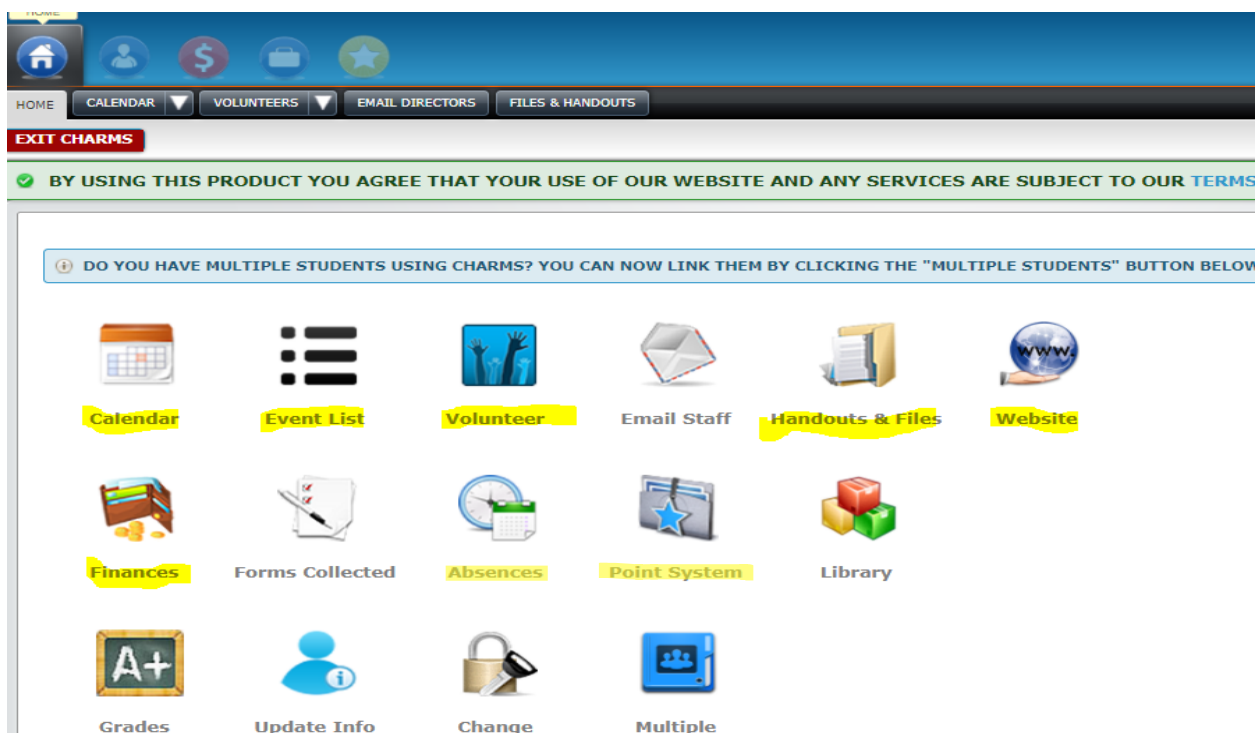 HOME
HOME CALENDAR VOLUNTEERS EMAIL DIRECTORS FILES & HANDOUTS
EXIT CHARMS
BY USING THIS PRODUCT YOU AGREE THAT YOUR USE OF OUR WEBSITE AND ANY SERVICES ARE SUBJECT TO OUR TERMS
DO YOU HAVE MULTIPLE STUDENTS USING CHARMS? YOU CAN NOW LINK THEM BY CLICKING THE "MULTIPLE STUDENTS" BUTTON BELOW
www.
Calendar Event List Volunteer Email Staff Handouts & Files Website
Finances Forms Collected Absences Point System Library
A+
Grades Update Info Change Multiple